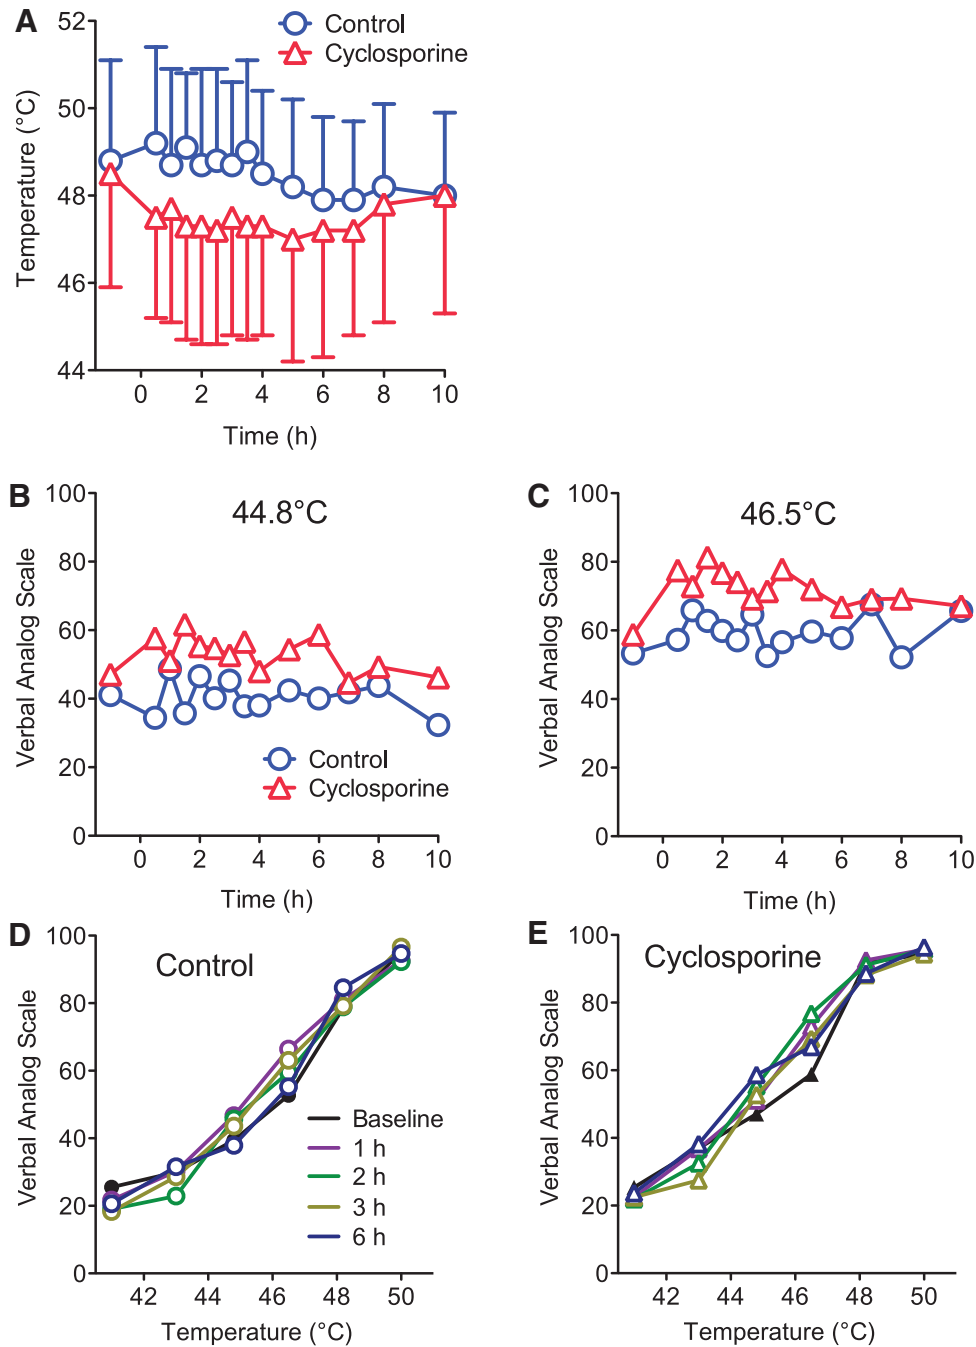 A
52
50
48
46
44
Temperature (°C)
Control
Cyclosporine
0 2 4 6 8 10
Time (h)
B
100
80
60
40
20
0
Verbal Analog Scale
44.8°C
Control
Cyclosporine
0 2 4 6 8 10
Time (h)
C
100
80
60
40
20
0
Verbal Analog Scale
46.5°C
0 2 4 6 8 10
Time (h)
D
100
80
60
40
20
0
Verbal Analog Scale
Control
Baseline
1 h
2 h
3 h
6 h
42 44 46 48 50
Temperature (°C)
E
100
80
60
40
20
0
Verbal Analog Scale
Cyclosporine
42 44 46 48 50
Temperature (°C)